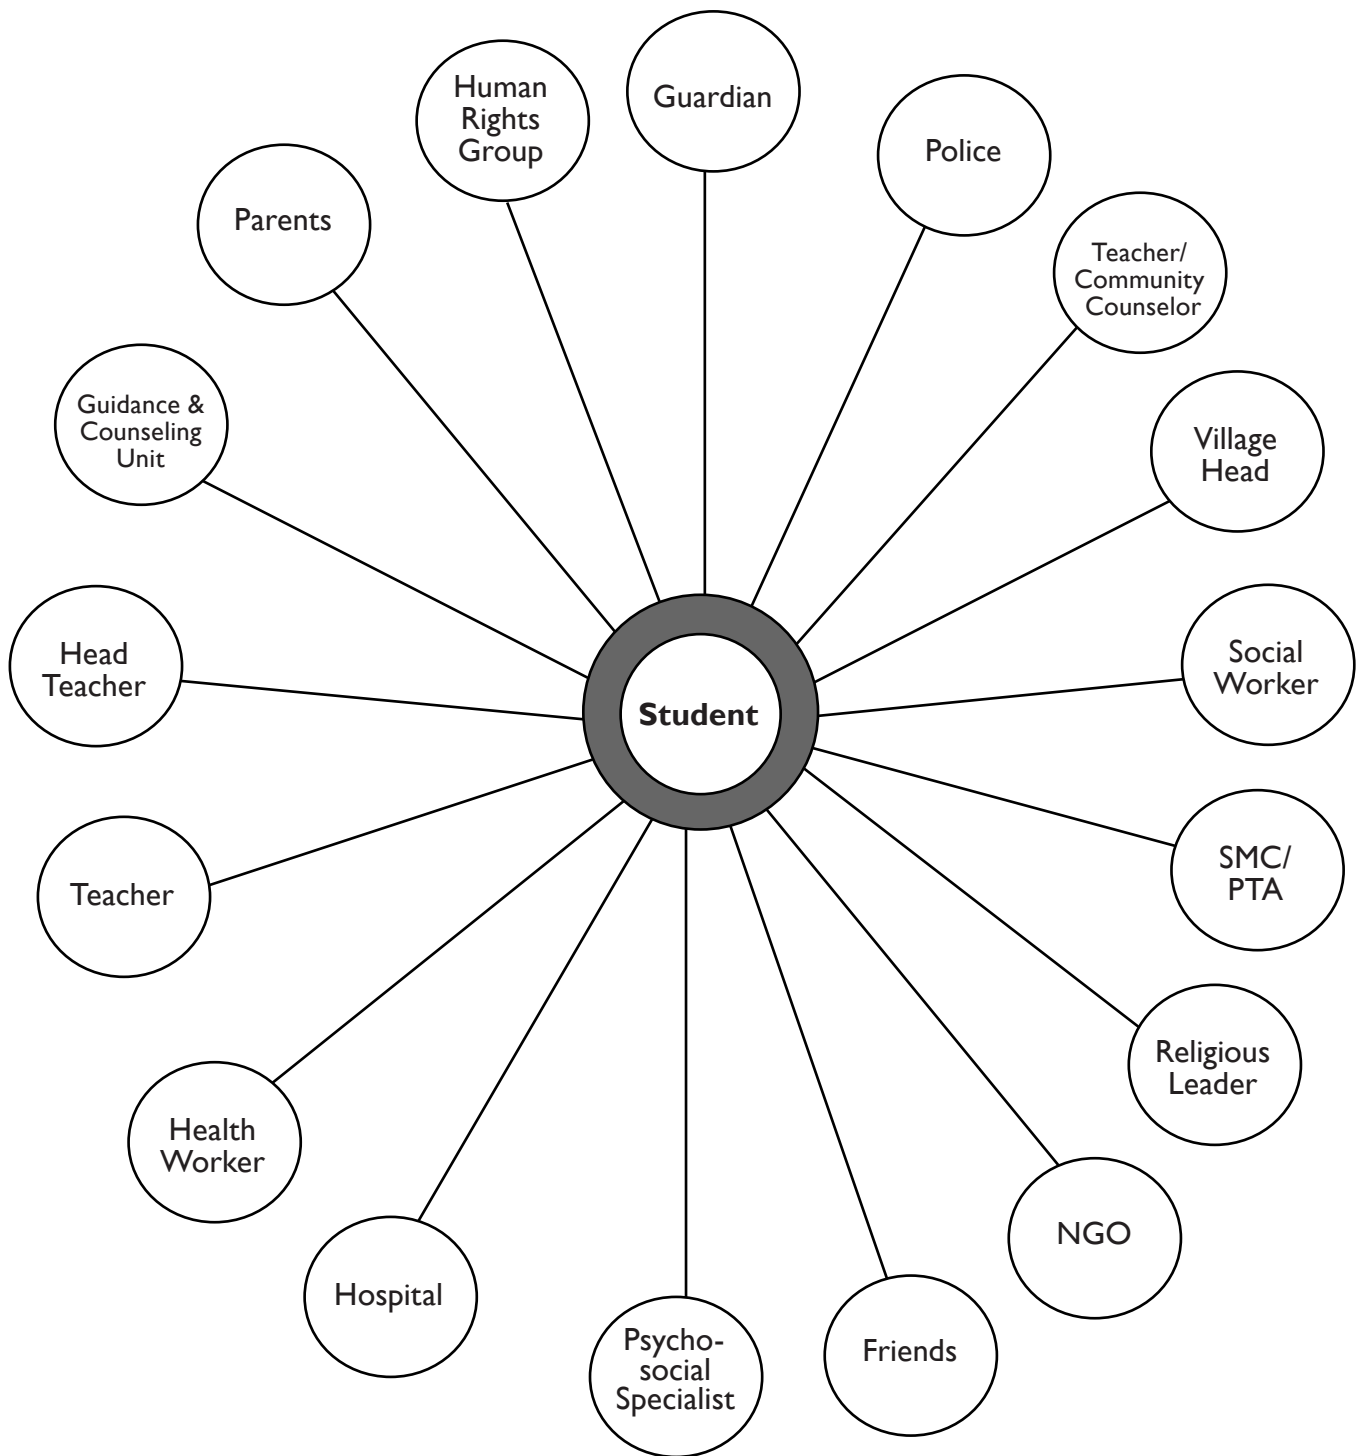 Human
Rights
Group
Guardian
Police
Parents
Teacher/
Community
Counselor
Guidance &
Counseling
Unit
Village
Head
Head
Teacher
Social
Worker
Student
Teacher
SMC/
PTA
Religious
Leader
Health
Worker
NGO
Hospital
Psycho-
social
Specialist
Friends